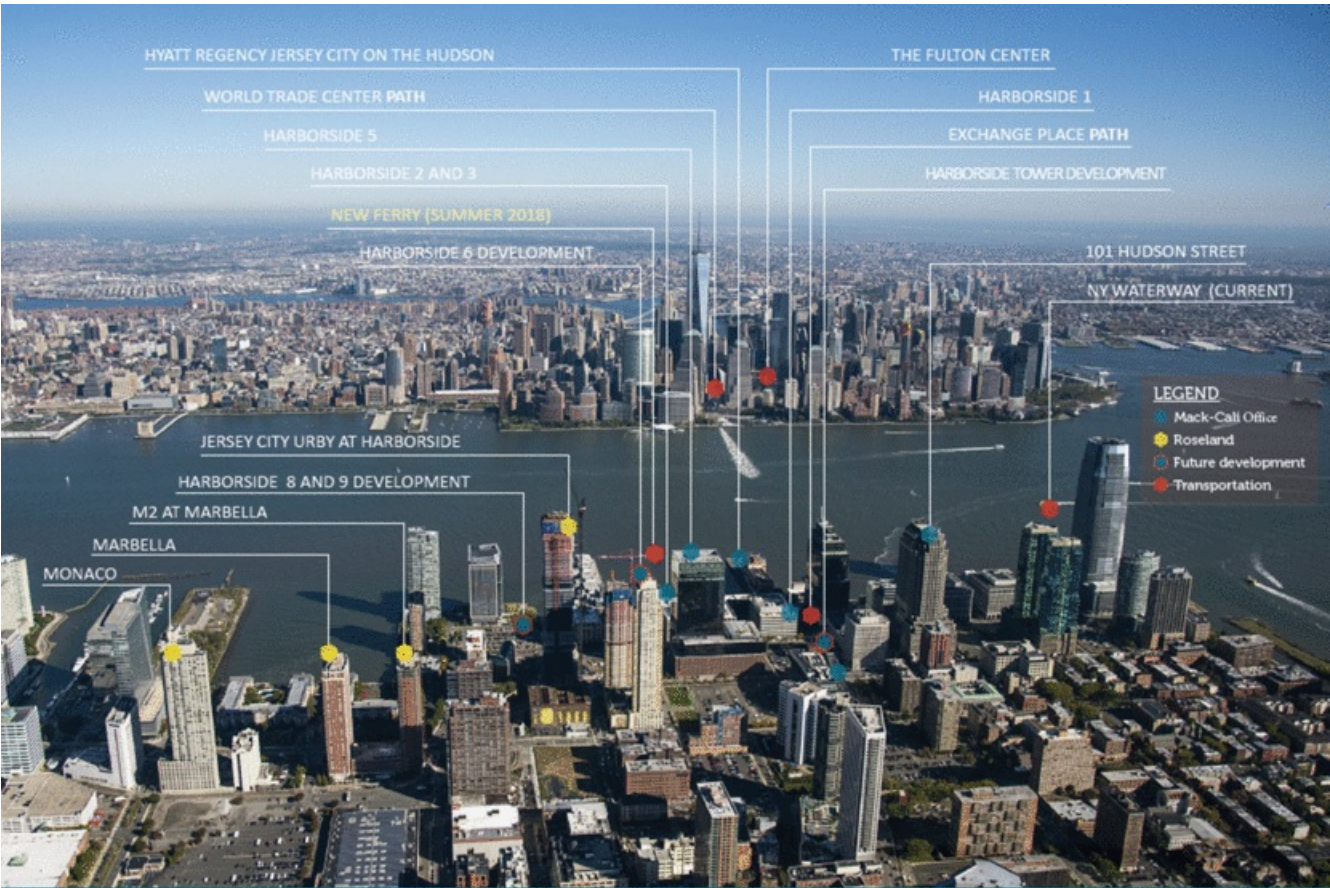 HYATT REGENCY JERSEY CITY ON THE HUDSON
THE FULTON CENTER
WORLD TRADE CENTER PATH
HARBORSIDE 1
HARBORSIDE 5
EXCHANGE PLACE PATH
HARBORSIDE 2 AND 3
HARBORSIDE TOWER DEVELOPMENT
NEW FERRY (SUMMER 2018)
HARBORSIDE 6 DEVELOPMENT
101 HUDSON STREET
NY WATERWAY (CURRENT)
LEGEND
Mack-Cali Office
Roseland
Future development
Transportation
JERSEY CITY URBY AT HARBORSIDE
HARBORSIDE 8 AND 9 DEVELOPMENT
M2 AT MARBELLA
MARBELLA
MONACO